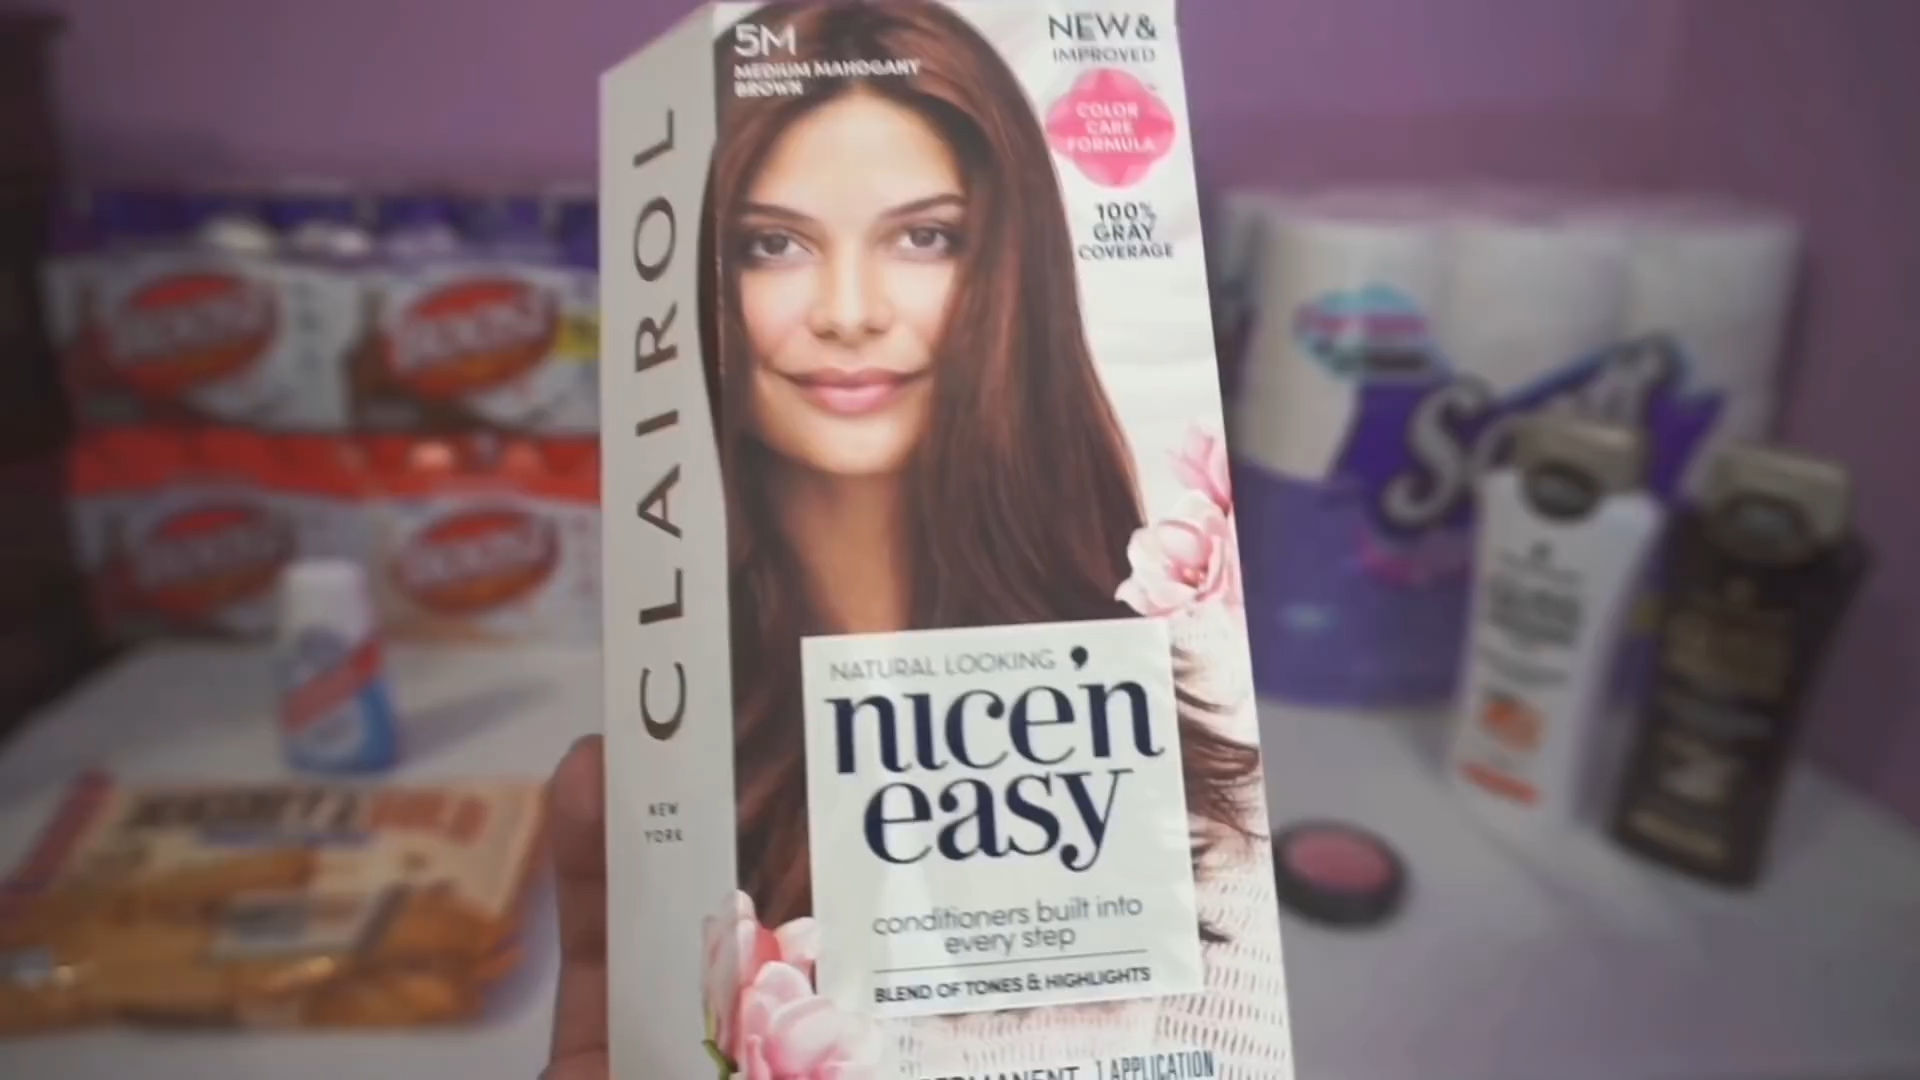 5M
MEDIUM MAHOGANY
BROWN
NEW &
IMPROVED
COLOR
CARE
FORMULA
100%
GRAY
COVERAGE
CLAIROL
NEW
YORK
NATURAL LOOKING
nice'n
easy
conditioners built into
every step
BLEND OF TONES & HIGHLIGHTS
PERMANENT 1 APPLICATION